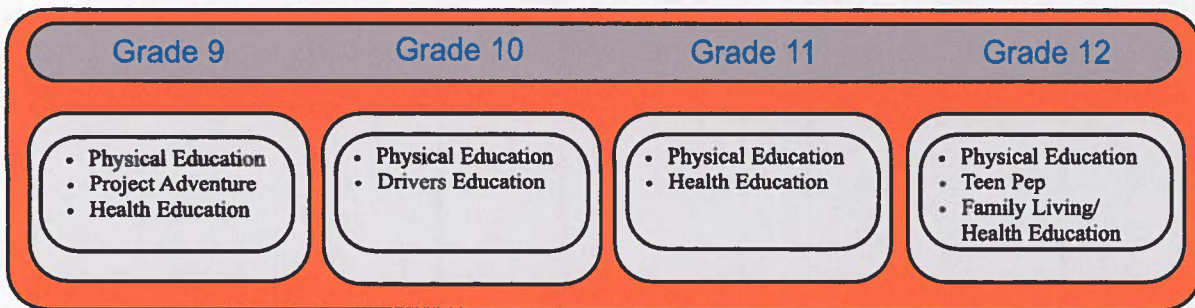 Grade 9
Grade 10
Grade 11
Grade 12
• Physical Education
• Project Adventure
• Health Education
• Physical Education
• Drivers Education
• Physical Education
• Health Education
• Physical Education
• Teen Pep
• Family Living/
Health Education